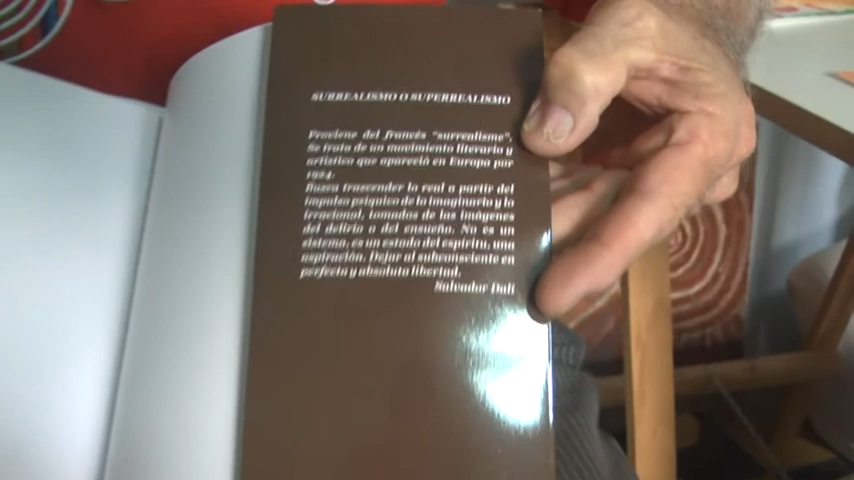 SURREALISMO O SUPERREALISMO
Proviene del francés "surrealisme".
Se trata de un movimiento literario y
artístico que apareció en Europa por
1924.
Busca trascender lo real a partir del
impulso psíquico de lo imaginario y lo
irracional, tomados de las imágenes
del delirio o del ensueño. No es un
sistema, es un estado del espíritu, una
aspiración. Dejar al subconsciente en
perfecta y absoluta libertad.
Salvador Dalí